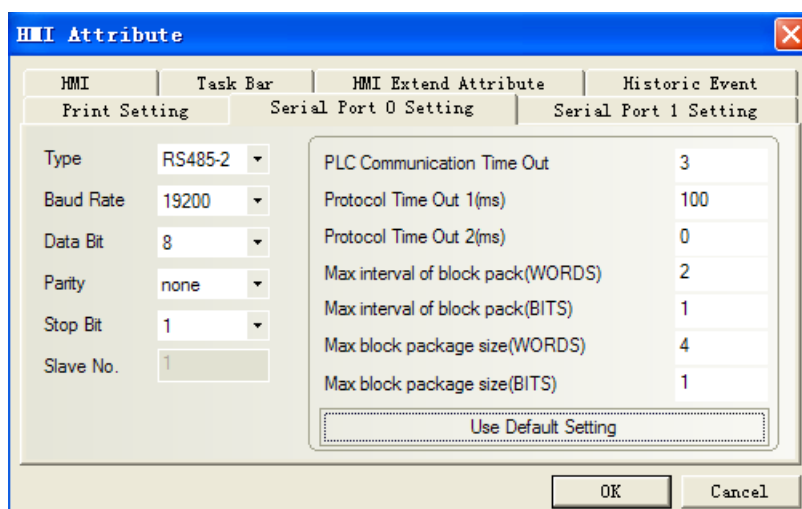 HMI Attribute
HMI Task Bar HMI Extend Attribute Historic Event
Print Setting Serial Port 0 Setting Serial Port 1 Setting
Type RS485-2
Baud Rate 19200
Data Bit 8
Parity none
Stop Bit 1
Slave No. 1
PLC Communication Time Out 3
Protocol Time Out 1(ms) 100
Protocol Time Out 2(ms) 0
Max interval of block pack(WORDS) 2
Max interval of block pack(BITS) 1
Max block package size(WORDS) 4
Max block package size(BITS) 1
Use Default Setting
OK Cancel